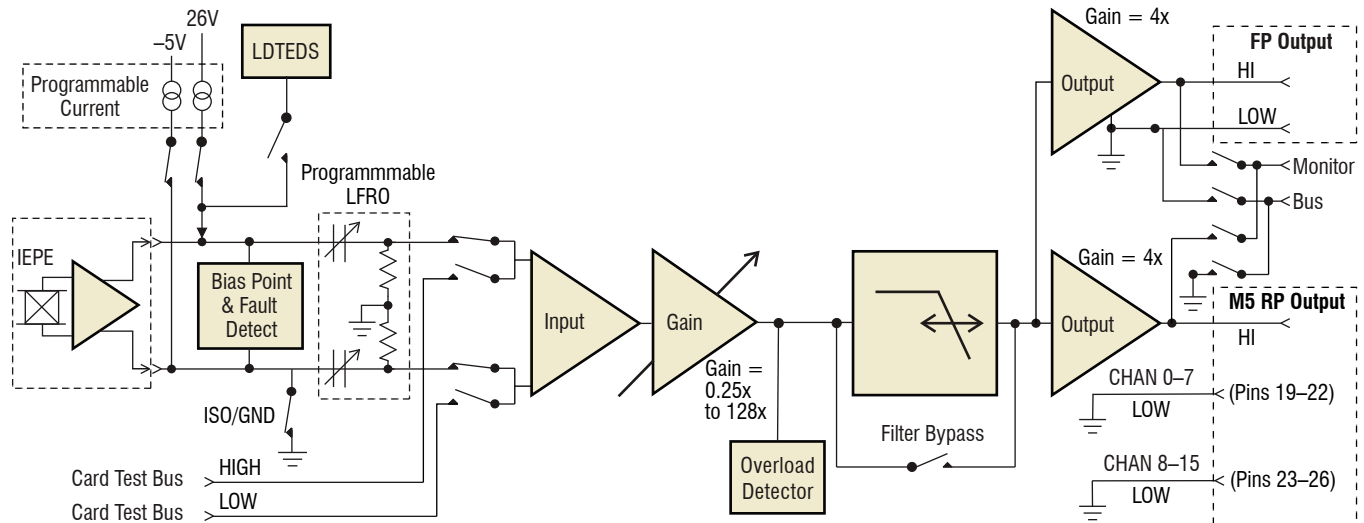 26V
–5V
LDTEDS
Programmable
Current
Programmmable
LFRO
IEPE
Bias Point
& Fault
Detect
ISO/GND
Card Test Bus
HIGH
Card Test Bus
LOW
Input
Gain
Gain =
0.25x
to 128x
Overload
Detector
Filter Bypass
Gain = 4x
Output
FP Output
HI
LOW
Monitor
Bus
Gain = 4x
Output
M5 RP Output
HI
CHAN 0–7
LOW
(Pins 19–22)
CHAN 8–15
LOW
(Pins 23–26)